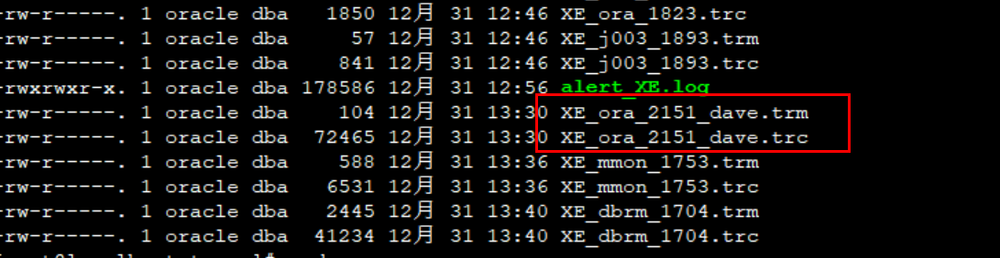 -rw-r-----. 1 oracle dba   1850 12月 31 12:46 XE_ora_1823.trc
-rw-r-----. 1 oracle dba     57 12月 31 12:46 XE_j003_1893.trm
-rw-r-----. 1 oracle dba    841 12月 31 12:46 XE_j003_1893.trc
-rwxrwxr-x. 1 oracle dba 178586 12月 31 12:56 alert_XE.log
-rw-r-----. 1 oracle dba    104 12月 31 13:30 XE_ora_2151_dave.trm
-rw-r-----. 1 oracle dba  72465 12月 31 13:30 XE_ora_2151_dave.trc
-rw-r-----. 1 oracle dba    588 12月 31 13:36 XE_mmon_1753.trm
-rw-r-----. 1 oracle dba   6531 12月 31 13:36 XE_mmon_1753.trc
-rw-r-----. 1 oracle dba   2445 12月 31 13:40 XE_dbrm_1704.trm
-rw-r-----. 1 oracle dba  41234 12月 31 13:40 XE_dbrm_1704.trc